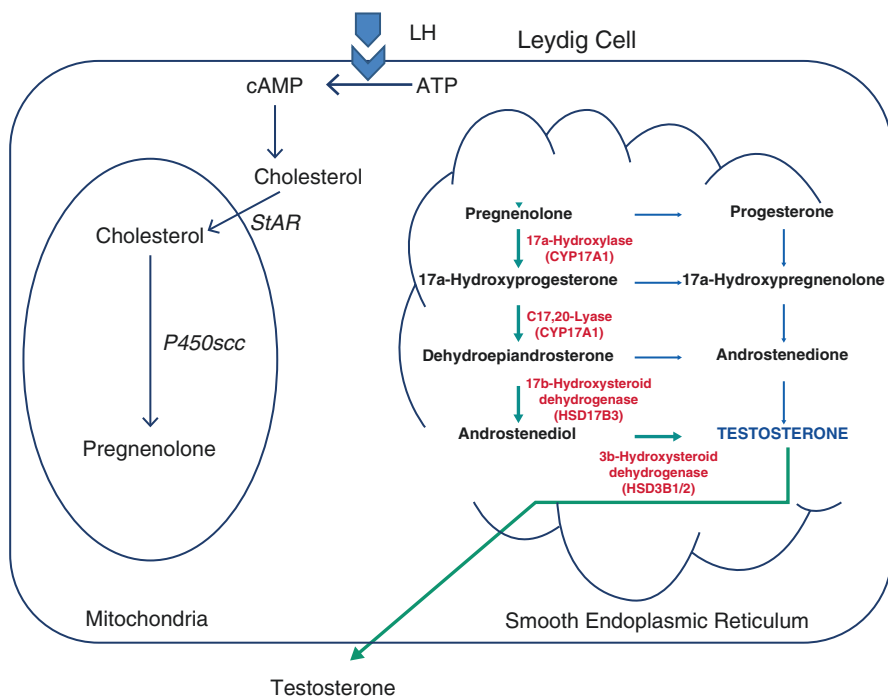 LH
Leydig Cell
cAMP
ATP
Cholesterol
StAR
Cholesterol
P450scc
Pregnenolone
Mitochondria
Pregnenolone
Progesterone
17a-Hydroxylase
(CYP17A1)
17a-Hydroxyprogesterone
17a-Hydroxypregnenolone
C17,20-Lyase
(CYP17A1)
Dehydroepiandrosterone
Androstenedione
17b-Hydroxysteroid
dehydrogenase
(HSD17B3)
Androstenediol
TESTOSTERONE
3b-Hydroxysteroid
dehydrogenase
(HSD3B1/2)
Smooth Endoplasmic Reticulum
Testosterone